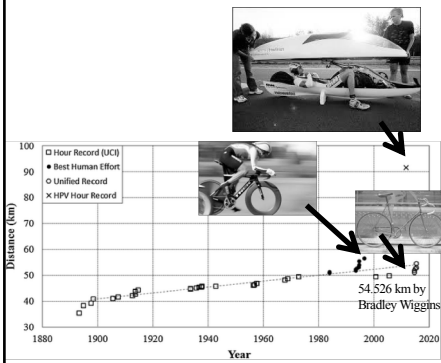 100
90
80
70
60
50
40
30
1880
1900
1920
1940
1960
1980
2000
2020
Distance (km)
Year
Hour Record (UCI)
Best Human Effort
Unified Record
HPV Hour Record
54.526 km by
Bradley Wiggins